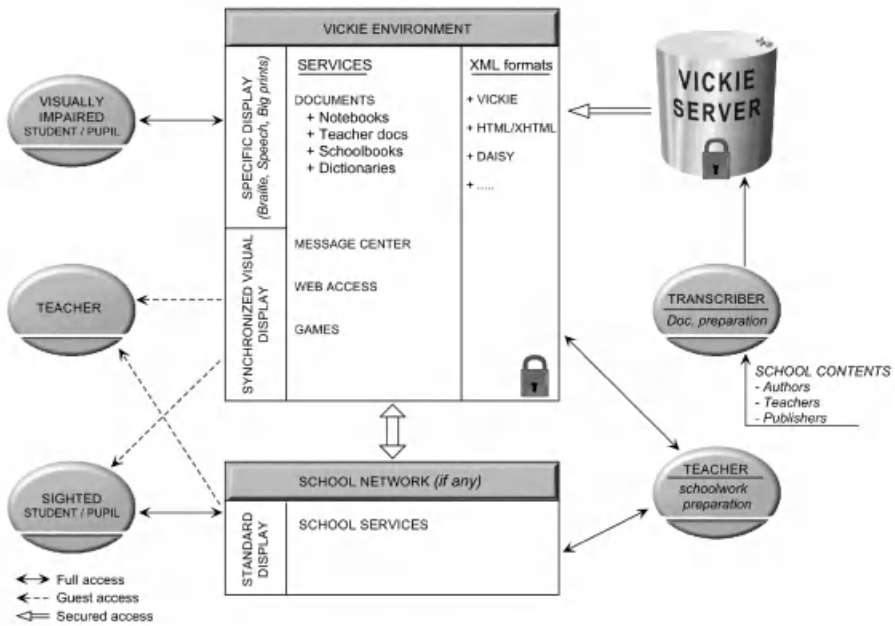 VICKIE ENVIRONMENT
SPECIFIC DISPLAY
(Braille, Speech, Big prints)
SERVICES
DOCUMENTS
+ Notebooks
+ Teacher docs
+ Schoolbooks
+ Dictionaries
XML formats
+ VICKIE
+ HTML/XHTML
+ DAISY
+ .....
SYNCHRONIZED VISUAL
DISPLAY
MESSAGE CENTER
WEB ACCESS
GAMES
VISUALLY
IMPAIRED
STUDENT / PUPIL
TEACHER
SIGHTED
STUDENT / PUPIL
VICKIE
SERVER
TRANSCRIBER
Doc. preparation
SCHOOL CONTENTS
- Authors
- Teachers
- Publishers
TEACHER
schoolwork
preparation
SCHOOL NETWORK (if any)
STANDARD
DISPLAY
SCHOOL SERVICES
Full access
Guest access
Secured access